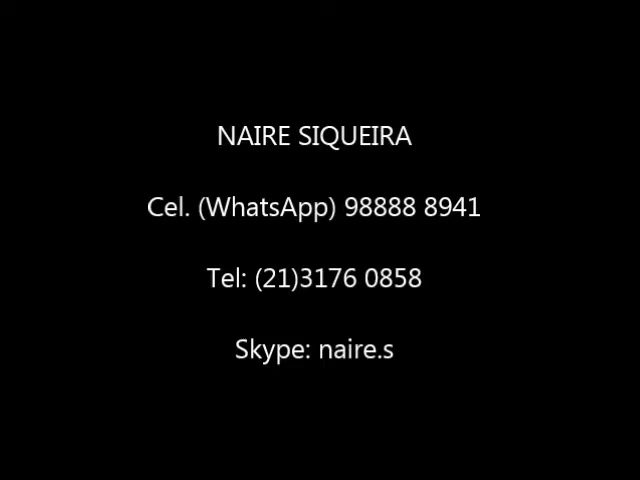 NAIRE SIQUEIRA
Cel. (WhatsApp) 98888 8941
Tel: (21)3176 0858
Skype: naire.s